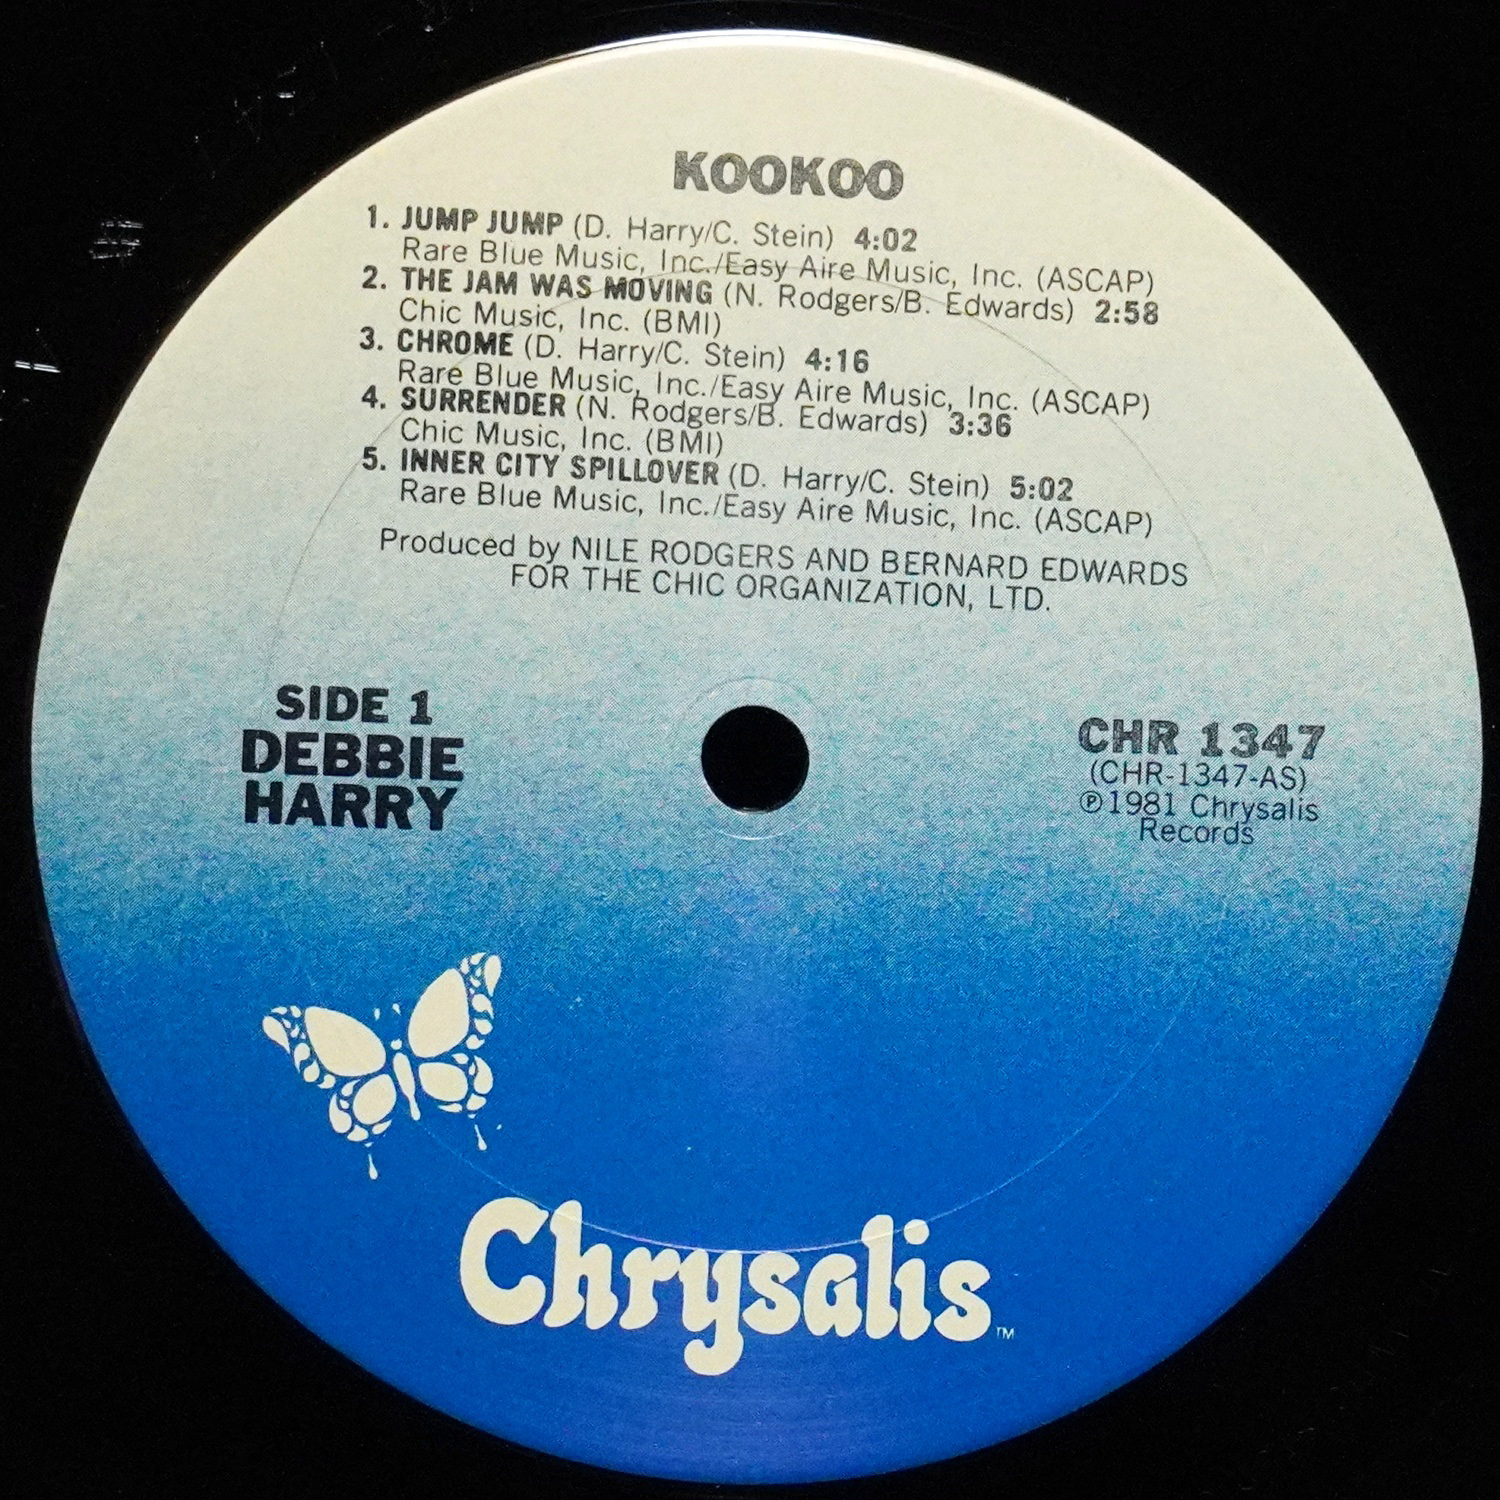 KOOKOO
1. JUMP JUMP (D. Harry/C. Stein) 4:02
Rare Blue Music, Inc./Easy Aire Music, Inc. (ASCAP)
2. THE JAM WAS MOVING (N. Rodgers/B. Edwards) 2:58
Chic Music, Inc. (BMI)
3. CHROME (D. Harry/C. Stein) 4:16
Rare Blue Music, Inc./Easy Aire Music, Inc. (ASCAP)
4. SURRENDER (N. Rodgers/B. Edwards) 3:36
Chic Music, Inc. (BMI)
5. INNER CITY SPILLOVER (D. Harry/C. Stein) 5:02
Rare Blue Music, Inc./Easy Aire Music, Inc. (ASCAP)
Produced by NILE RODGERS AND BERNARD EDWARDS
FOR THE CHIC ORGANIZATION, LTD.
SIDE 1
DEBBIE
HARRY
CHR 1347
(CHR-1347-AS)
℗1981 Chrysalis
Records
Chrysalis™